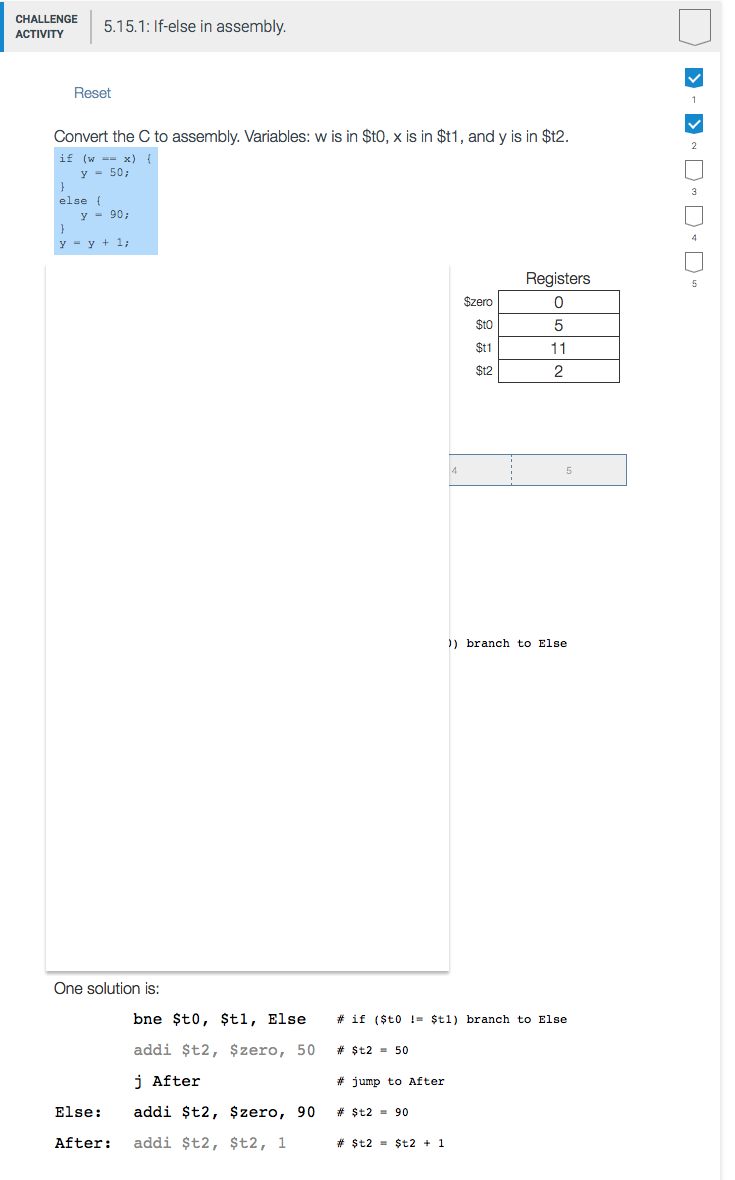 CHALLENGE
ACTIVITY
5.15.1: If-else in assembly.
1
2
3
4
5
Reset
Convert the C to assembly. Variables: w is in $t0, x is in $t1, and y is in $t2.
if (w == x) {
y = 50;
}
else {
y = 90;
}
y = y + 1;
Registers
$zero 0
$t0 5
$t1 11
$t2 2
4 5
) branch to Else
One solution is:
bne $t0, $t1, Else # if ($t0 != $t1) branch to Else
addi $t2, $zero, 50 # $t2 = 50
j After # jump to After
Else: addi $t2, $zero, 90 # $t2 = 90
After: addi $t2, $t2, 1 # $t2 = $t2 + 1